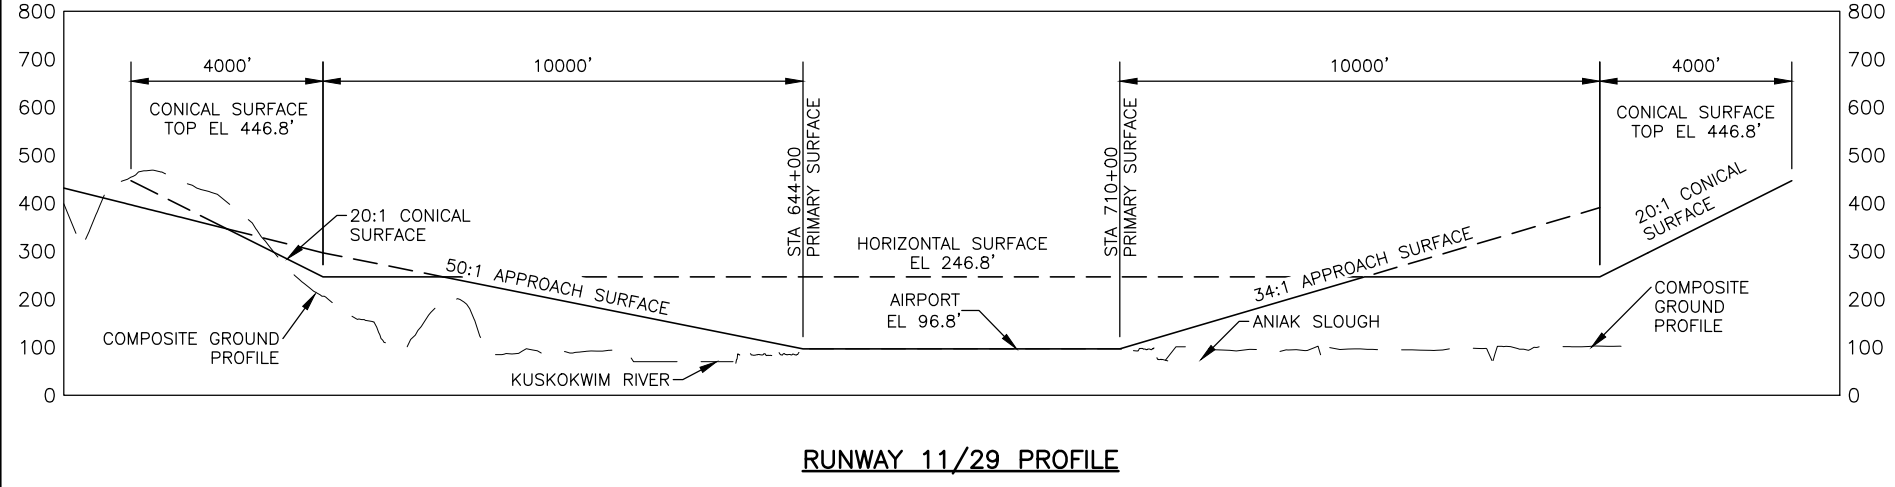 800
700
600
500
400
300
200
100
0
4000'
10000'
CONICAL SURFACE
TOP EL 446.8'
20:1 CONICAL
SURFACE
50:1 APPROACH SURFACE
COMPOSITE GROUND
PROFILE
KUSKOKWIM RIVER
STA 644+00
PRIMARY SURFACE
HORIZONTAL SURFACE
EL 246.8'
AIRPORT
EL 96.8'
STA 710+00
PRIMARY SURFACE
10000'
4000'
CONICAL SURFACE
TOP EL 446.8'
20:1 CONICAL
SURFACE
34:1 APPROACH SURFACE
ANIAK SLOUGH
COMPOSITE
GROUND
PROFILE
800
700
600
500
400
300
200
100
0
RUNWAY 11/29 PROFILE